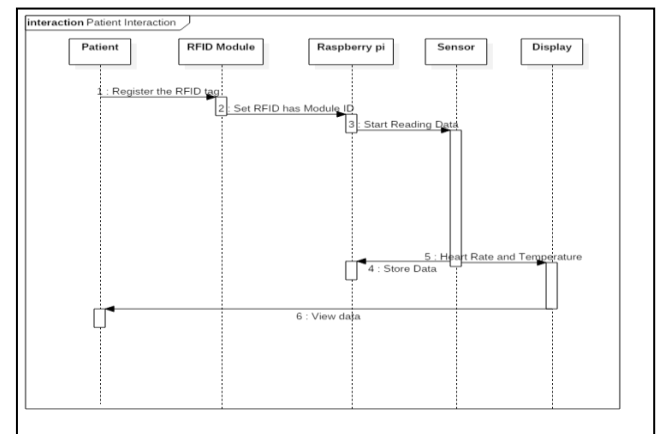 interaction Patient Interaction
Patient
RFID Module
Raspberry pi
Sensor
Display
1 : Register the RFID tag
2 : Set RFID has Module ID
3 : Start Reading Data
5 : Heart Rate and Temperature
4 : Store Data
6 : View data